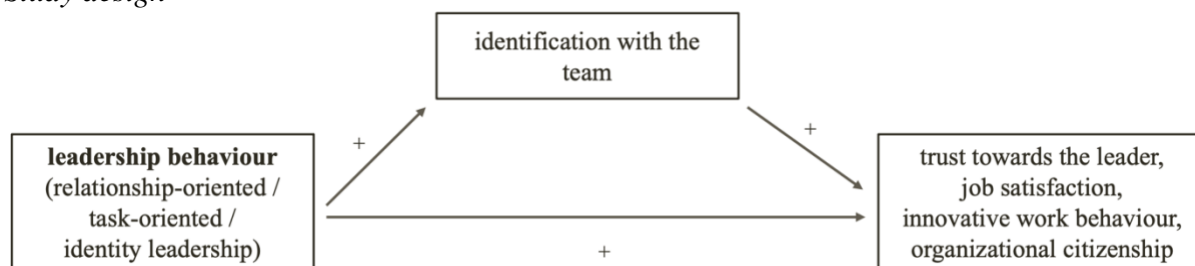 Study design
identification with the
team
+
+
leadership behaviour
(relationship-oriented /
task-oriented /
identity leadership)
trust towards the leader,
job satisfaction,
innovative work behaviour,
organizational citizenship
+